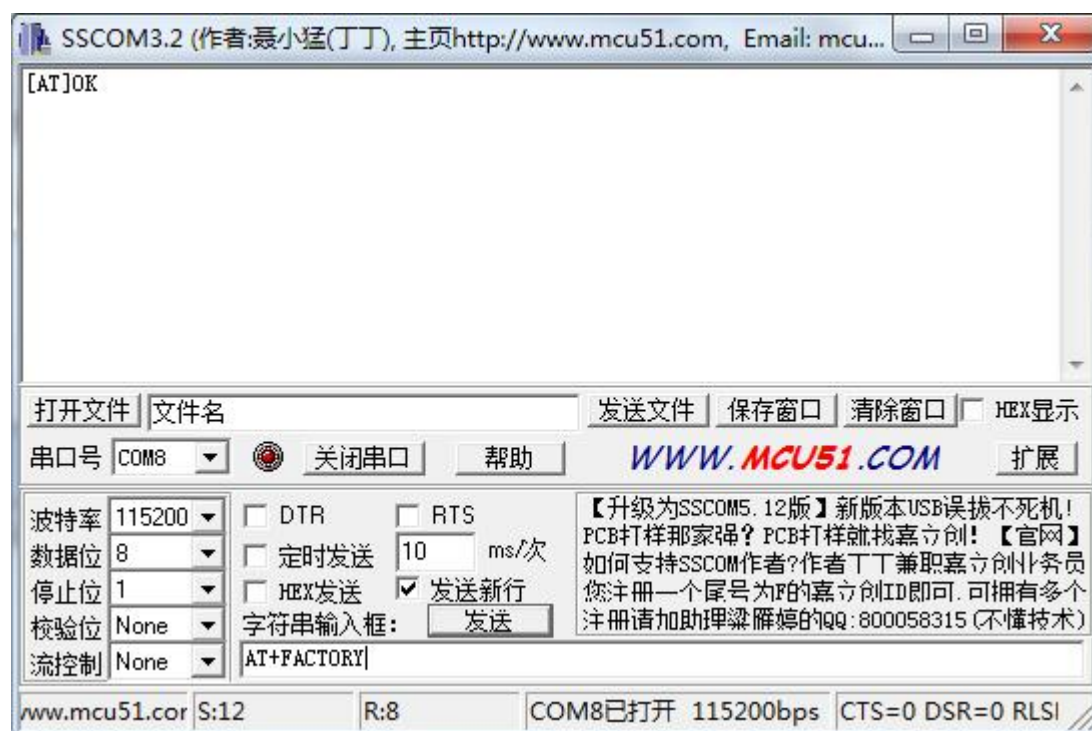 SSCOM3.2 (作者:聂小猛(丁丁), 主页http://www.mcu51.com, Email: mcu...
[AT]OK
打开文件 文件名 发送文件 保存窗口 清除窗口 HEX显示
串口号 COM8 关闭串口 帮助 WWW.MCU51.COM 扩展
波特率 115200 DTR RTS
数据位 8 定时发送 10 ms/次
停止位 1 HEX发送 发送新行
校验位 None 字符串输入框: 发送
流控制 None AT+FACTORY
【升级为SSCOM5.12版】新版本USB误拔不死机!
PCB打样那家强? PCB打样就找嘉立创! 【官网】
如何支持SSCOM作者?作者丁丁兼职嘉立创业务员
您注册一个尾号为F的嘉立创ID即可.可拥有多个
注册请加助理梁雁婷的QQ:800058315(不懂技术)
www.mcu51.cor S:12 R:8 COM8已打开 115200bps CTS=0 DSR=0 RLSI